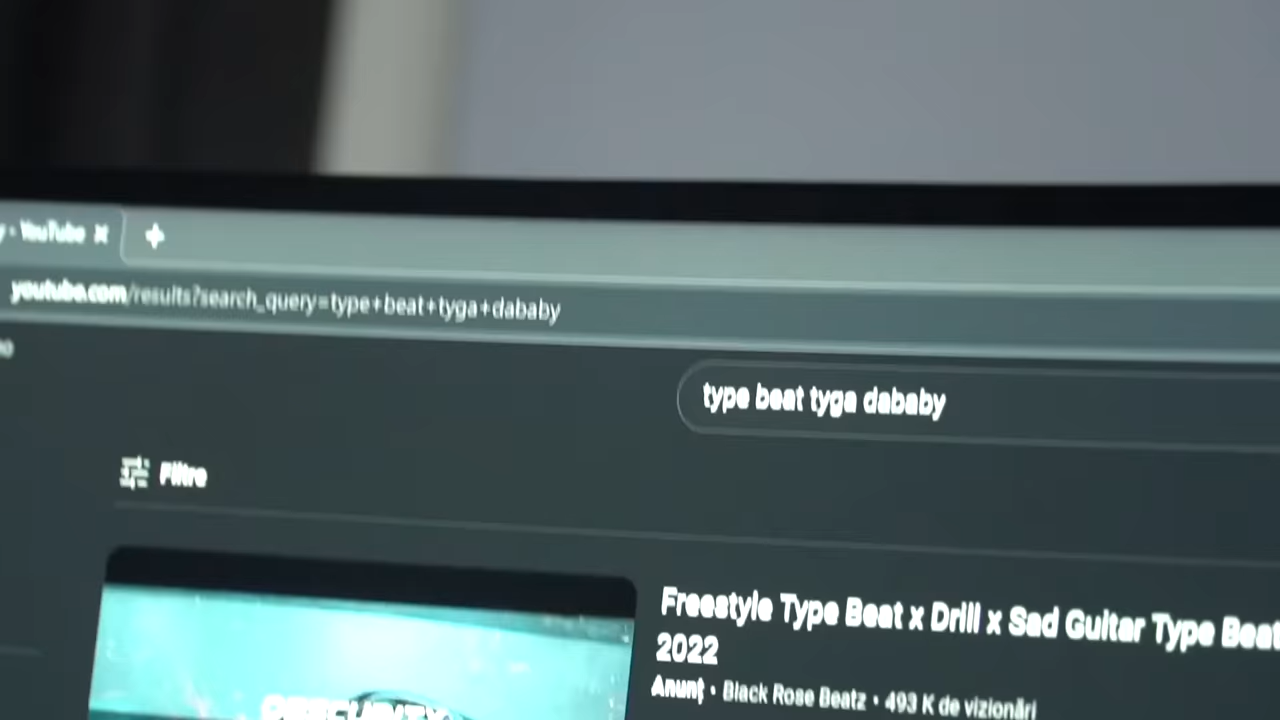 YouTube
youtube.com/results?search_query=type+beat+tyga+dababy
type beat tyga dababy
Filtre
Freestyle Type Beat x Drill x Sad Guitar Type Beat
2022
Anunț • Black Rose Beatz • 493 K de vizionări
OBSCURITY